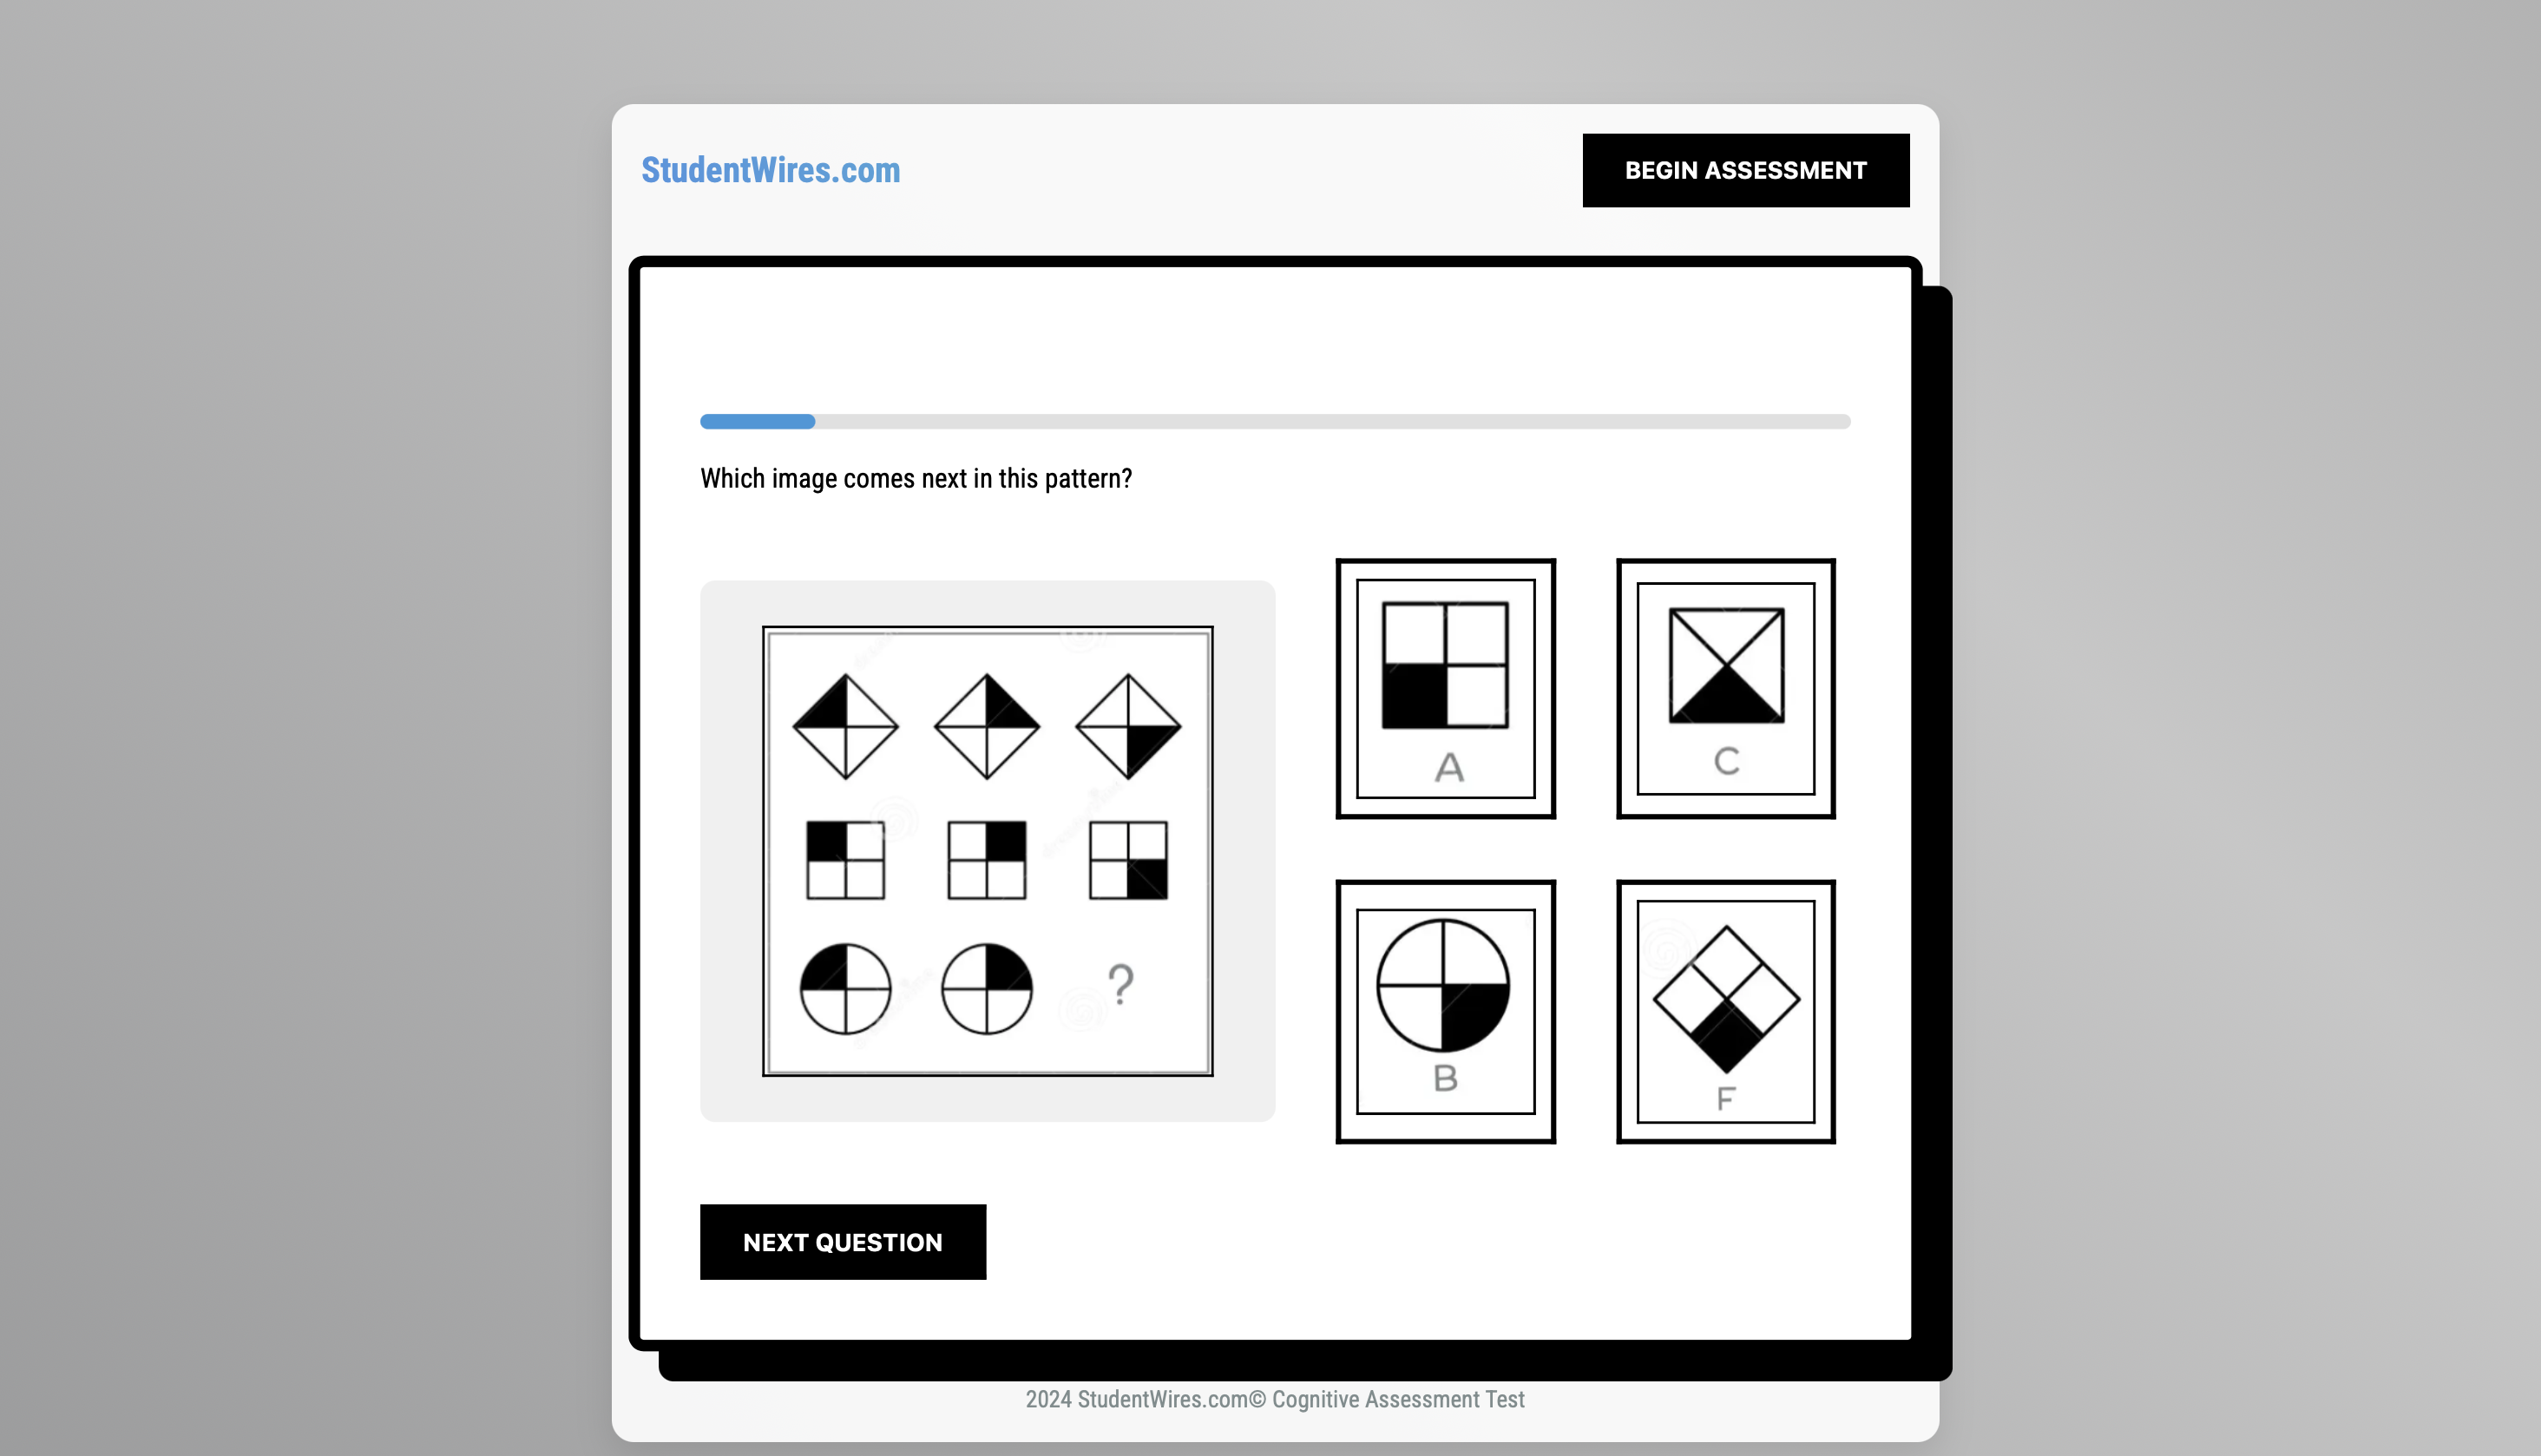 StudentWires.com
BEGIN ASSESSMENT
Which image comes next in this pattern?
?
A
C
B
F
NEXT QUESTION
2024 StudentWires.com© Cognitive Assessment Test